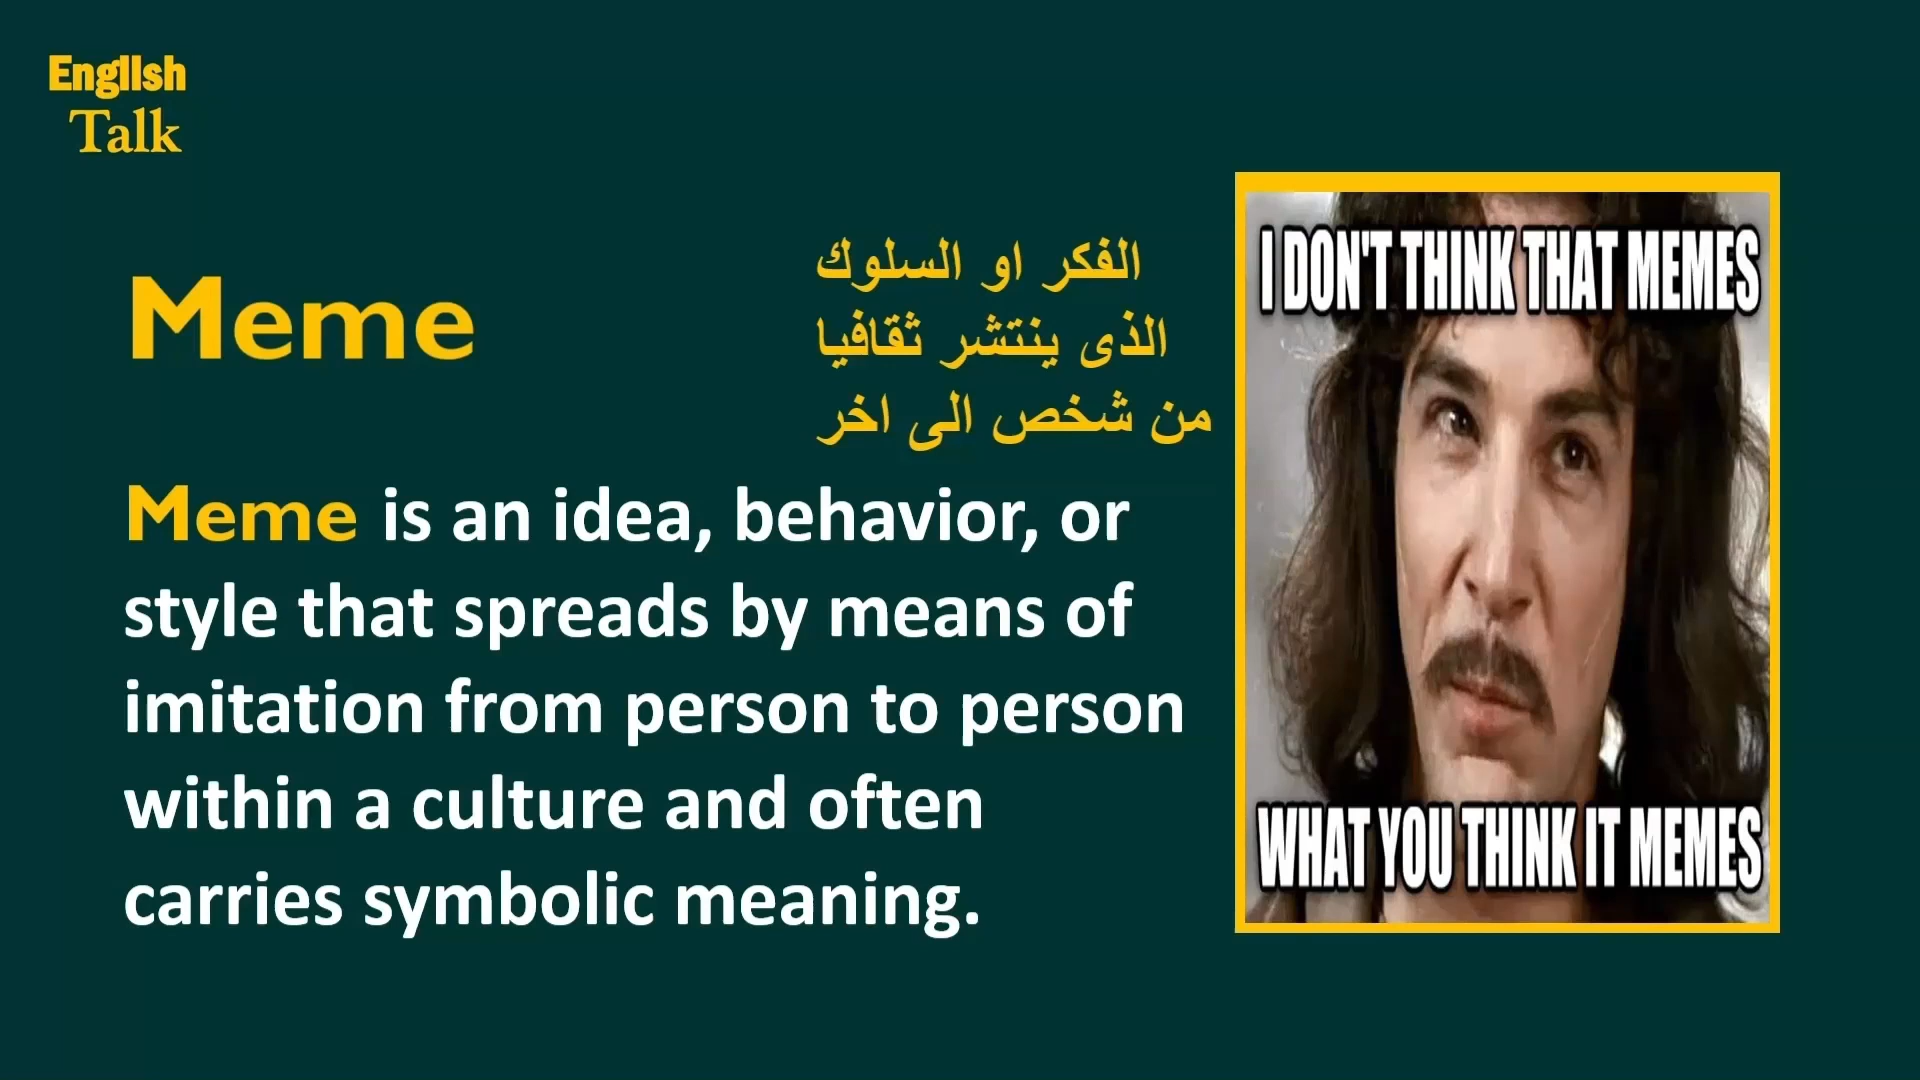 English
Talk
Meme
الفكر او السلوك
الذى ينتشر ثقافيا
من شخص الى اخر
Meme is an idea, behavior, or
style that spreads by means of
imitation from person to person
within a culture and often
carries symbolic meaning.
I DON'T THINK THAT MEMES
WHAT YOU THINK IT MEMES